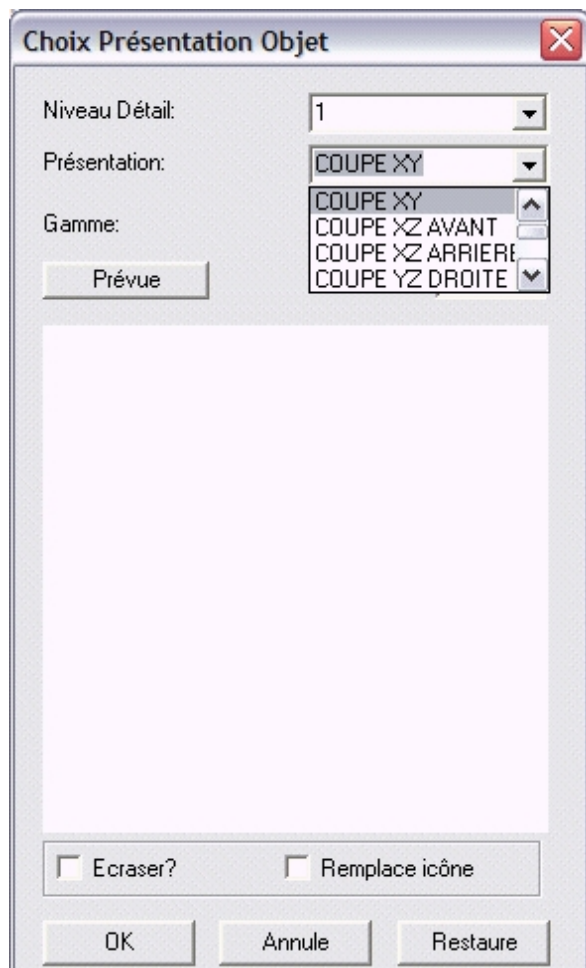 Choix Présentation Objet
Niveau Détail: 1
Présentation: COUPE XY
COUPE XY
Gamme: COUPE XZ AVANT
COUPE XZ ARRIERE
Prévue COUPE YZ DROITE
Ecraser? Remplace icône
OK Annule Restaure